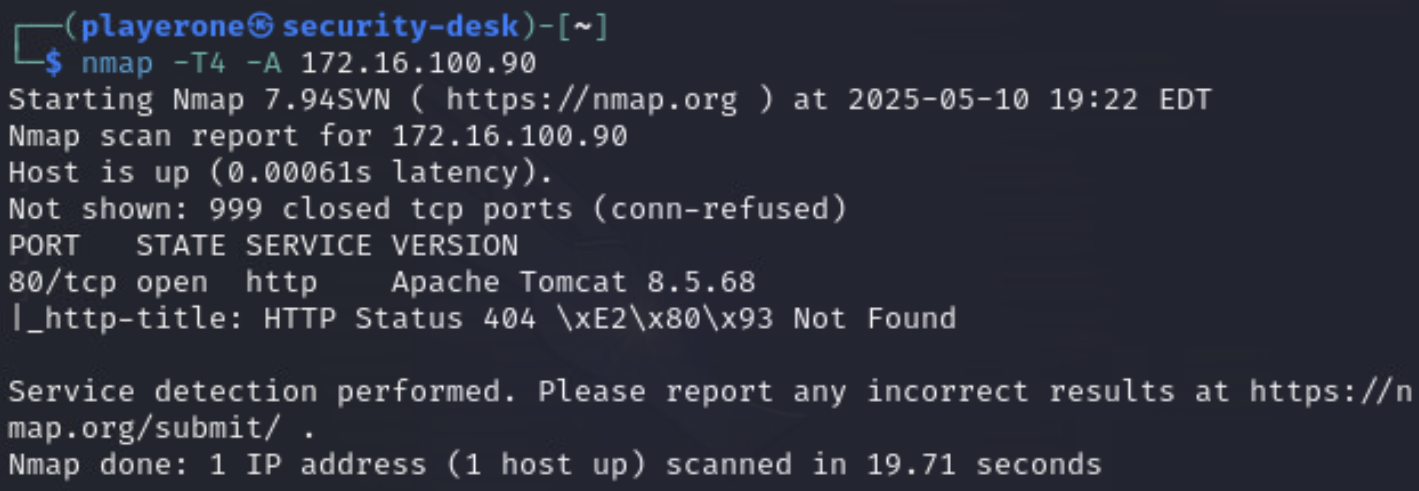 ┌──(playerone㉿security-desk)-[~]
└─$ nmap -T4 -A 172.16.100.90
Starting Nmap 7.94SVN ( https://nmap.org ) at 2025-05-10 19:22 EDT
Nmap scan report for 172.16.100.90
Host is up (0.00061s latency).
Not shown: 999 closed tcp ports (conn-refused)
PORT   STATE SERVICE VERSION
80/tcp open  http    Apache Tomcat 8.5.68
|_http-title: HTTP Status 404 \xE2\x80\x93 Not Found
Service detection performed. Please report any incorrect results at https://n
map.org/submit/ .
Nmap done: 1 IP address (1 host up) scanned in 19.71 seconds